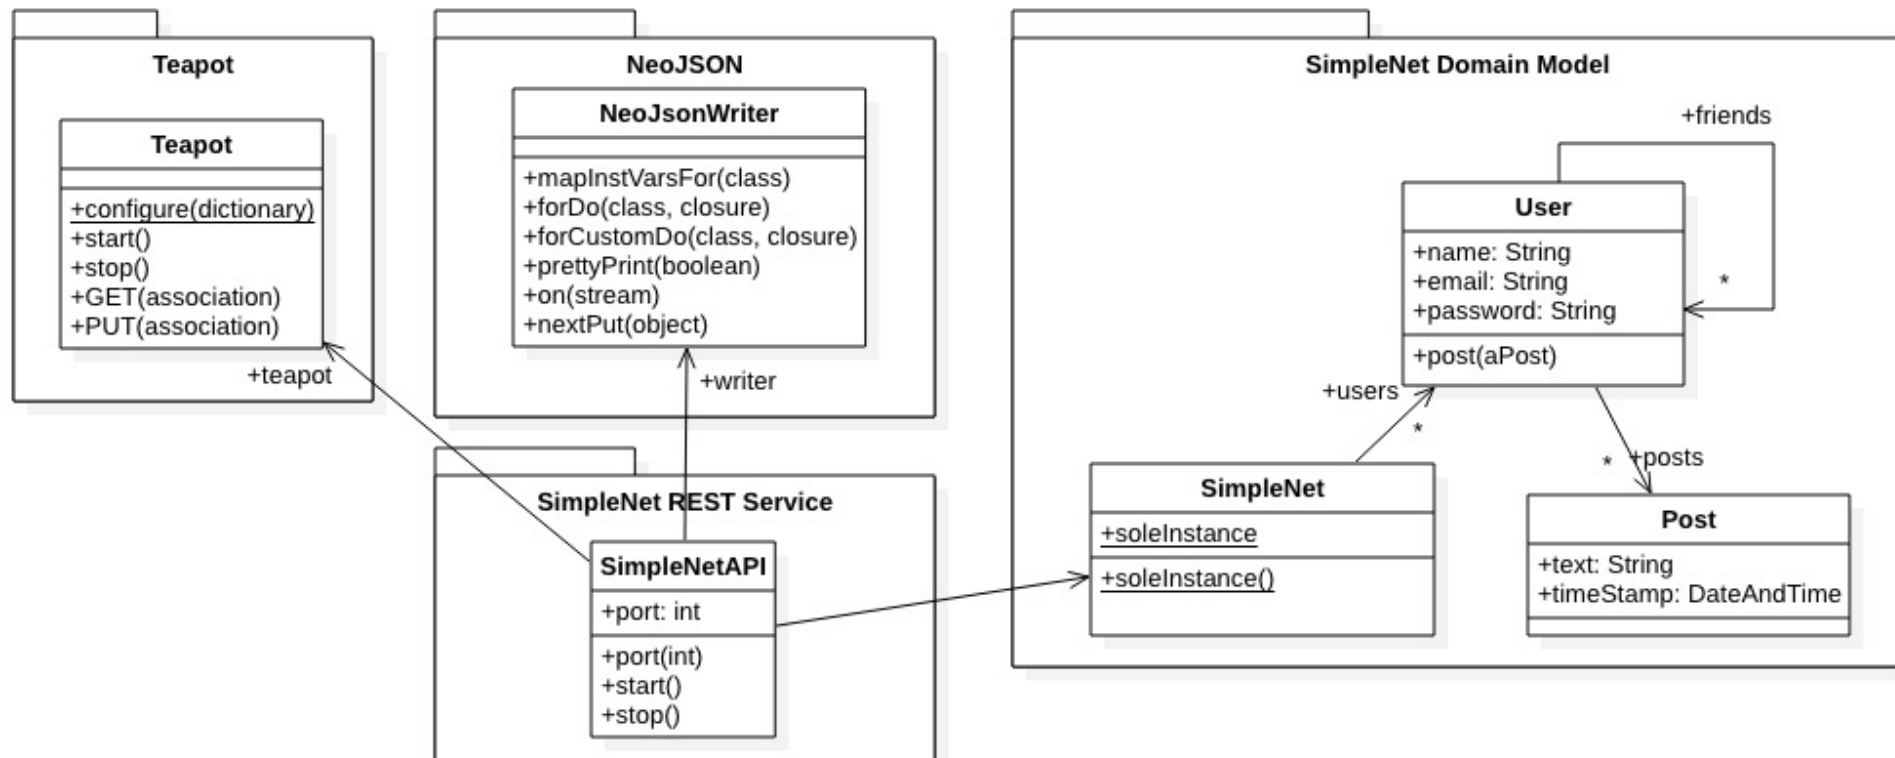 Teapot
Teapot
+configure(dictionary)
+start()
+stop()
+GET(association)
+PUT(association)
+teapot
NeoJSON
NeoJsonWriter
+mapInstVarsFor(class)
+forDo(class, closure)
+forCustomDo(class, closure)
+prettyPrint(boolean)
+on(stream)
+nextPut(object)
+writer
SimpleNet REST Service
SimpleNetAPI
+port: int
+port(int)
+start()
+stop()
SimpleNet Domain Model
+friends
*
User
+name: String
+email: String
+password: String
+post(aPost)
+users
*
* +posts
SimpleNet
+soleInstance
+soleInstance()
Post
+text: String
+timeStamp: DateAndTime